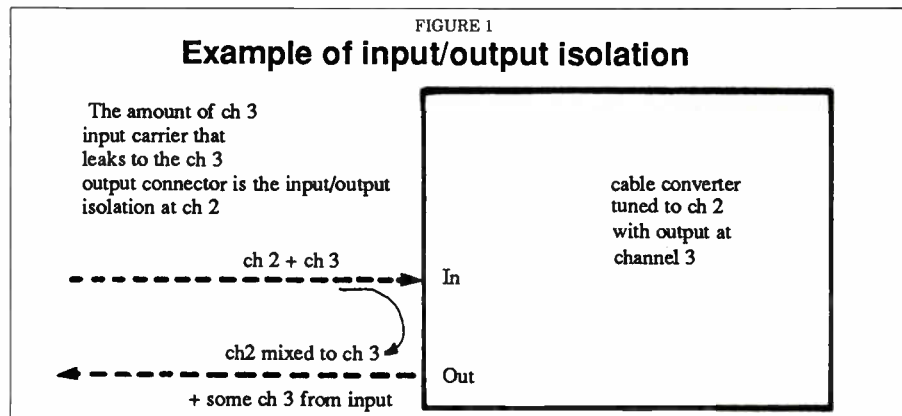 FIGURE 1
Example of input/output isolation
The amount of ch 3
input carrier that
leaks to the ch 3
output connector is the input/output
isolation at ch 2
cable converter
tuned to ch 2
with output at
channel 3
ch 2 + ch 3
In
ch2 mixed to ch 3
Out
+ some ch 3 from input